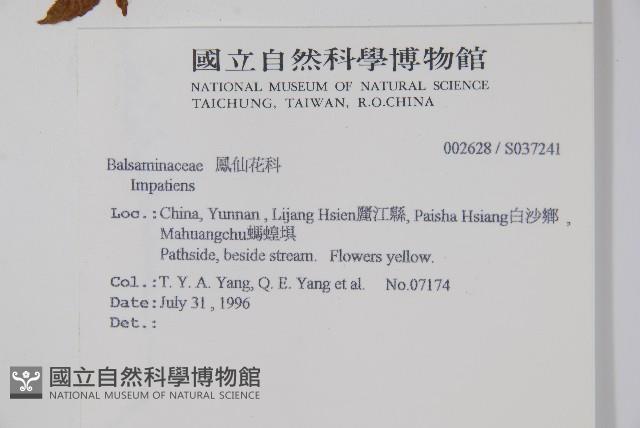 國立自然科學博物館
NATIONAL MUSEUM OF NATURAL SCIENCE
TAICHUNG, TAIWAN, R.O.CHINA
002628 / S037241
Balsaminaceae 鳳仙花科
Impatiens
Loc.:China, Yunnan , Lijang Hsien麗江縣, Paisha Hsiang白沙鄉 ,
Mahuangchu螞蝗埧
Pathside, beside stream. Flowers yellow.
Col.:T. Y. A. Yang, Q. E. Yang et al. No.07174
Date:July 31 , 1996
Det.:
國立自然科學博物館
NATIONAL MUSEUM OF NATURAL SCIENCE